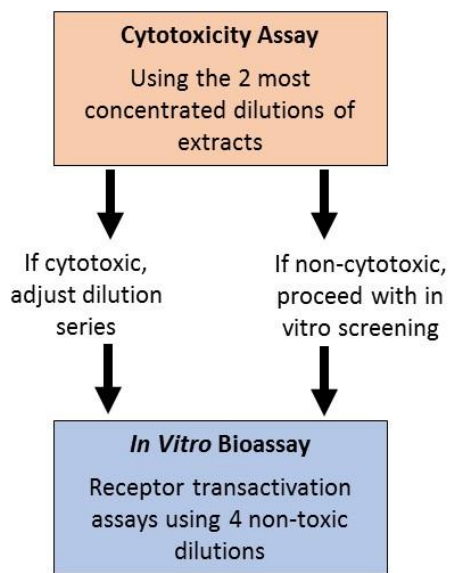 Cytotoxicity Assay
Using the 2 most
concentrated dilutions of
extracts
If cytotoxic,
adjust dilution
series
If non-cytotoxic,
proceed with in
vitro screening
In Vitro Bioassay
Receptor transactivation
assays using 4 non-toxic
dilutions